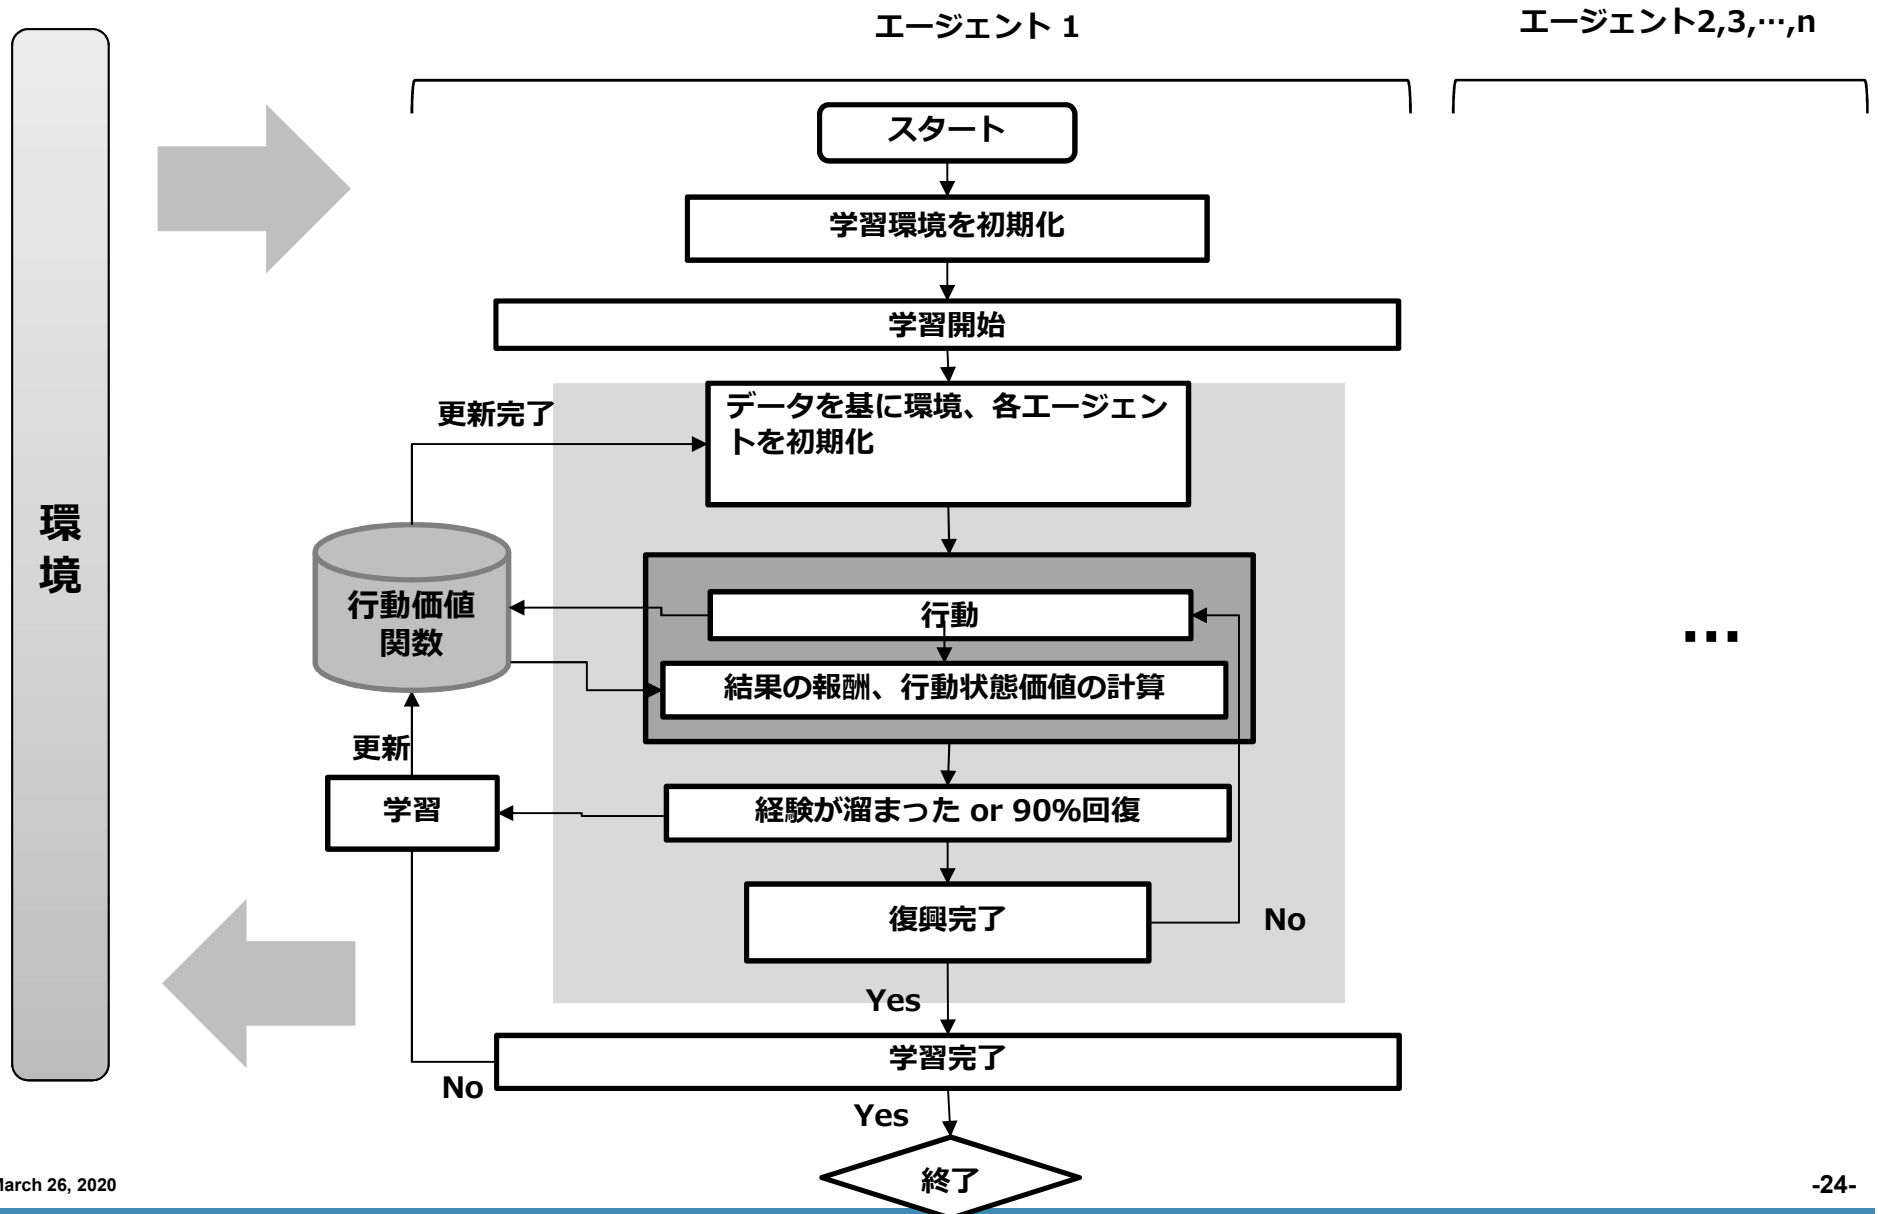 エージェント 1
エージェント2,3,…,n
スタート
学習環境を初期化
学習開始
更新完了
データを基に環境、各エージェン
トを初期化
環
境
行動価値
関数
行動
…
結果の報酬、行動状態価値の計算
更新
学習
経験が溜まった or 90%回復
復興完了
No
Yes
学習完了
No
Yes
終了
March 26, 2020
-24-